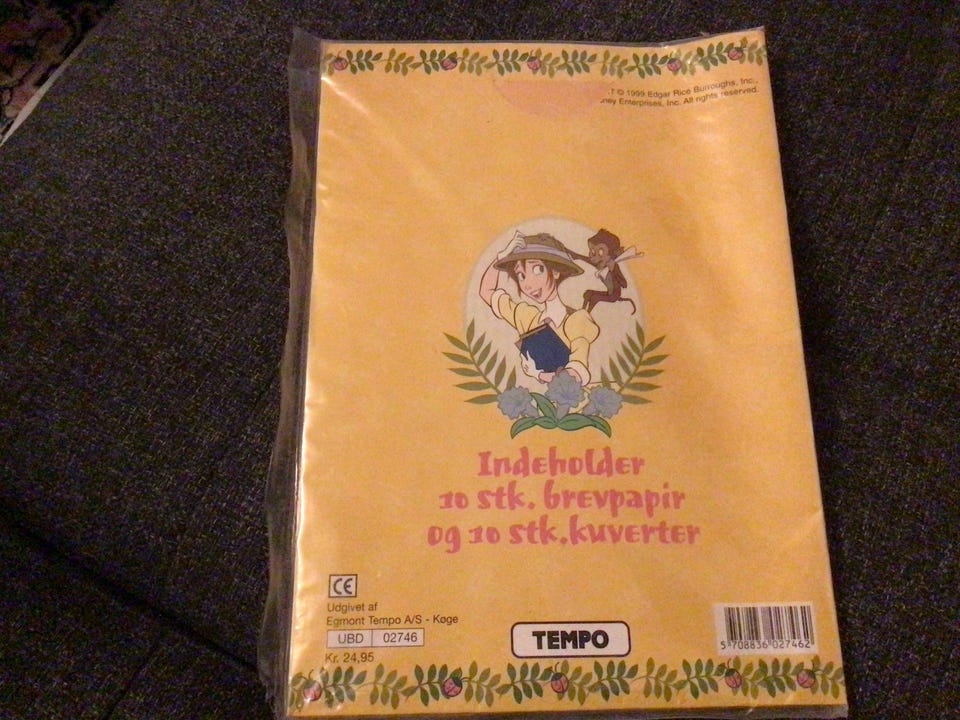 © 1999 Edgar Rice Burroughs, Inc.,
Enterprises, Inc. All rights reserved.
Indeholder
10 stk. brevpapir
og 10 stk.kuverter
CE
Udgivet af
Egmont Tempo A/S - Køge
UBD 02746
Kr. 24,95
TEMPO
5 708836 027462